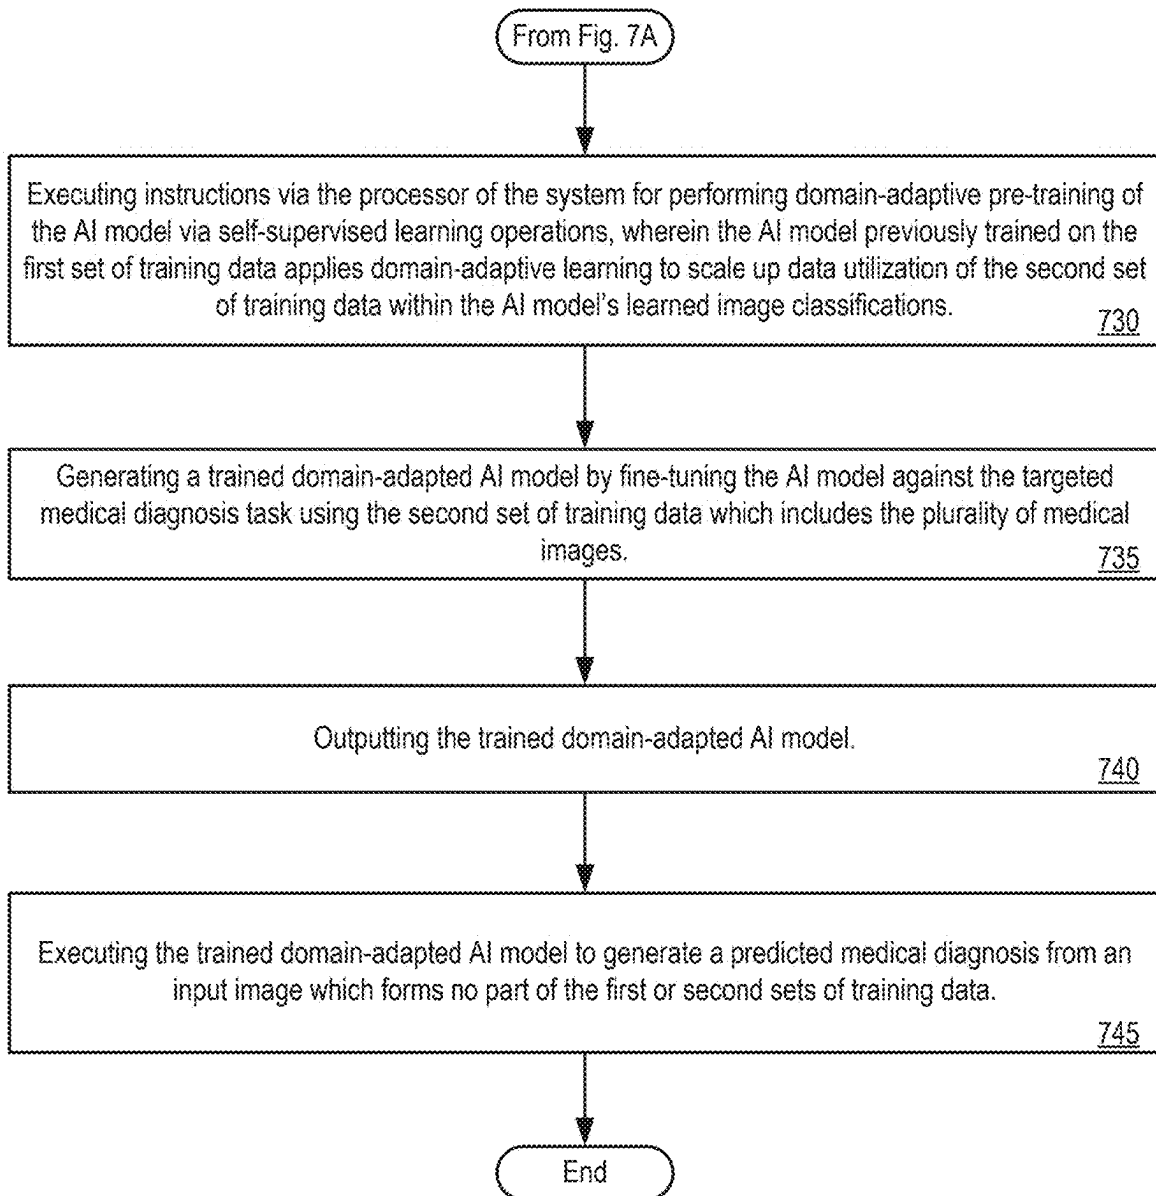 From Fig. 7A
Executing instructions via the processor of the system for performing domain-adaptive pre-training of
the AI model via self-supervised learning operations, wherein the AI model previously trained on the
first set of training data applies domain-adaptive learning to scale up data utilization of the second set
of training data within the AI model's learned image classifications.
730
Generating a trained domain-adapted AI model by fine-tuning the AI model against the targeted
medical diagnosis task using the second set of training data which includes the plurality of medical
images.
735
Outputting the trained domain-adapted AI model.
740
Executing the trained domain-adapted AI model to generate a predicted medical diagnosis from an
input image which forms no part of the first or second sets of training data.
745
End